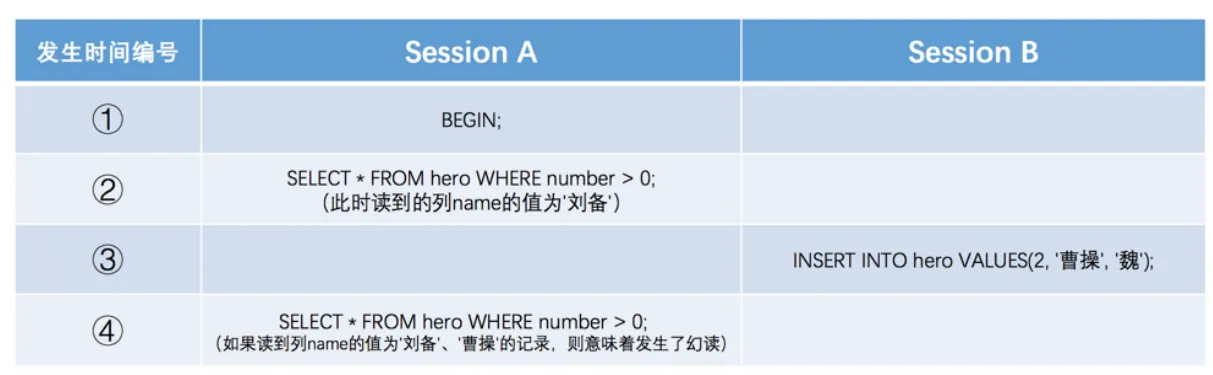 发生时间编号 Session A Session B
① BEGIN;
② SELECT * FROM hero WHERE number > 0;
（此时读到的列name的值为'刘备'）
③ INSERT INTO hero VALUES(2, '曹操', '魏');
④ SELECT * FROM hero WHERE number > 0;
（如果读到列name的值为'刘备'、'曹操'的记录，则意味着发生了幻读）